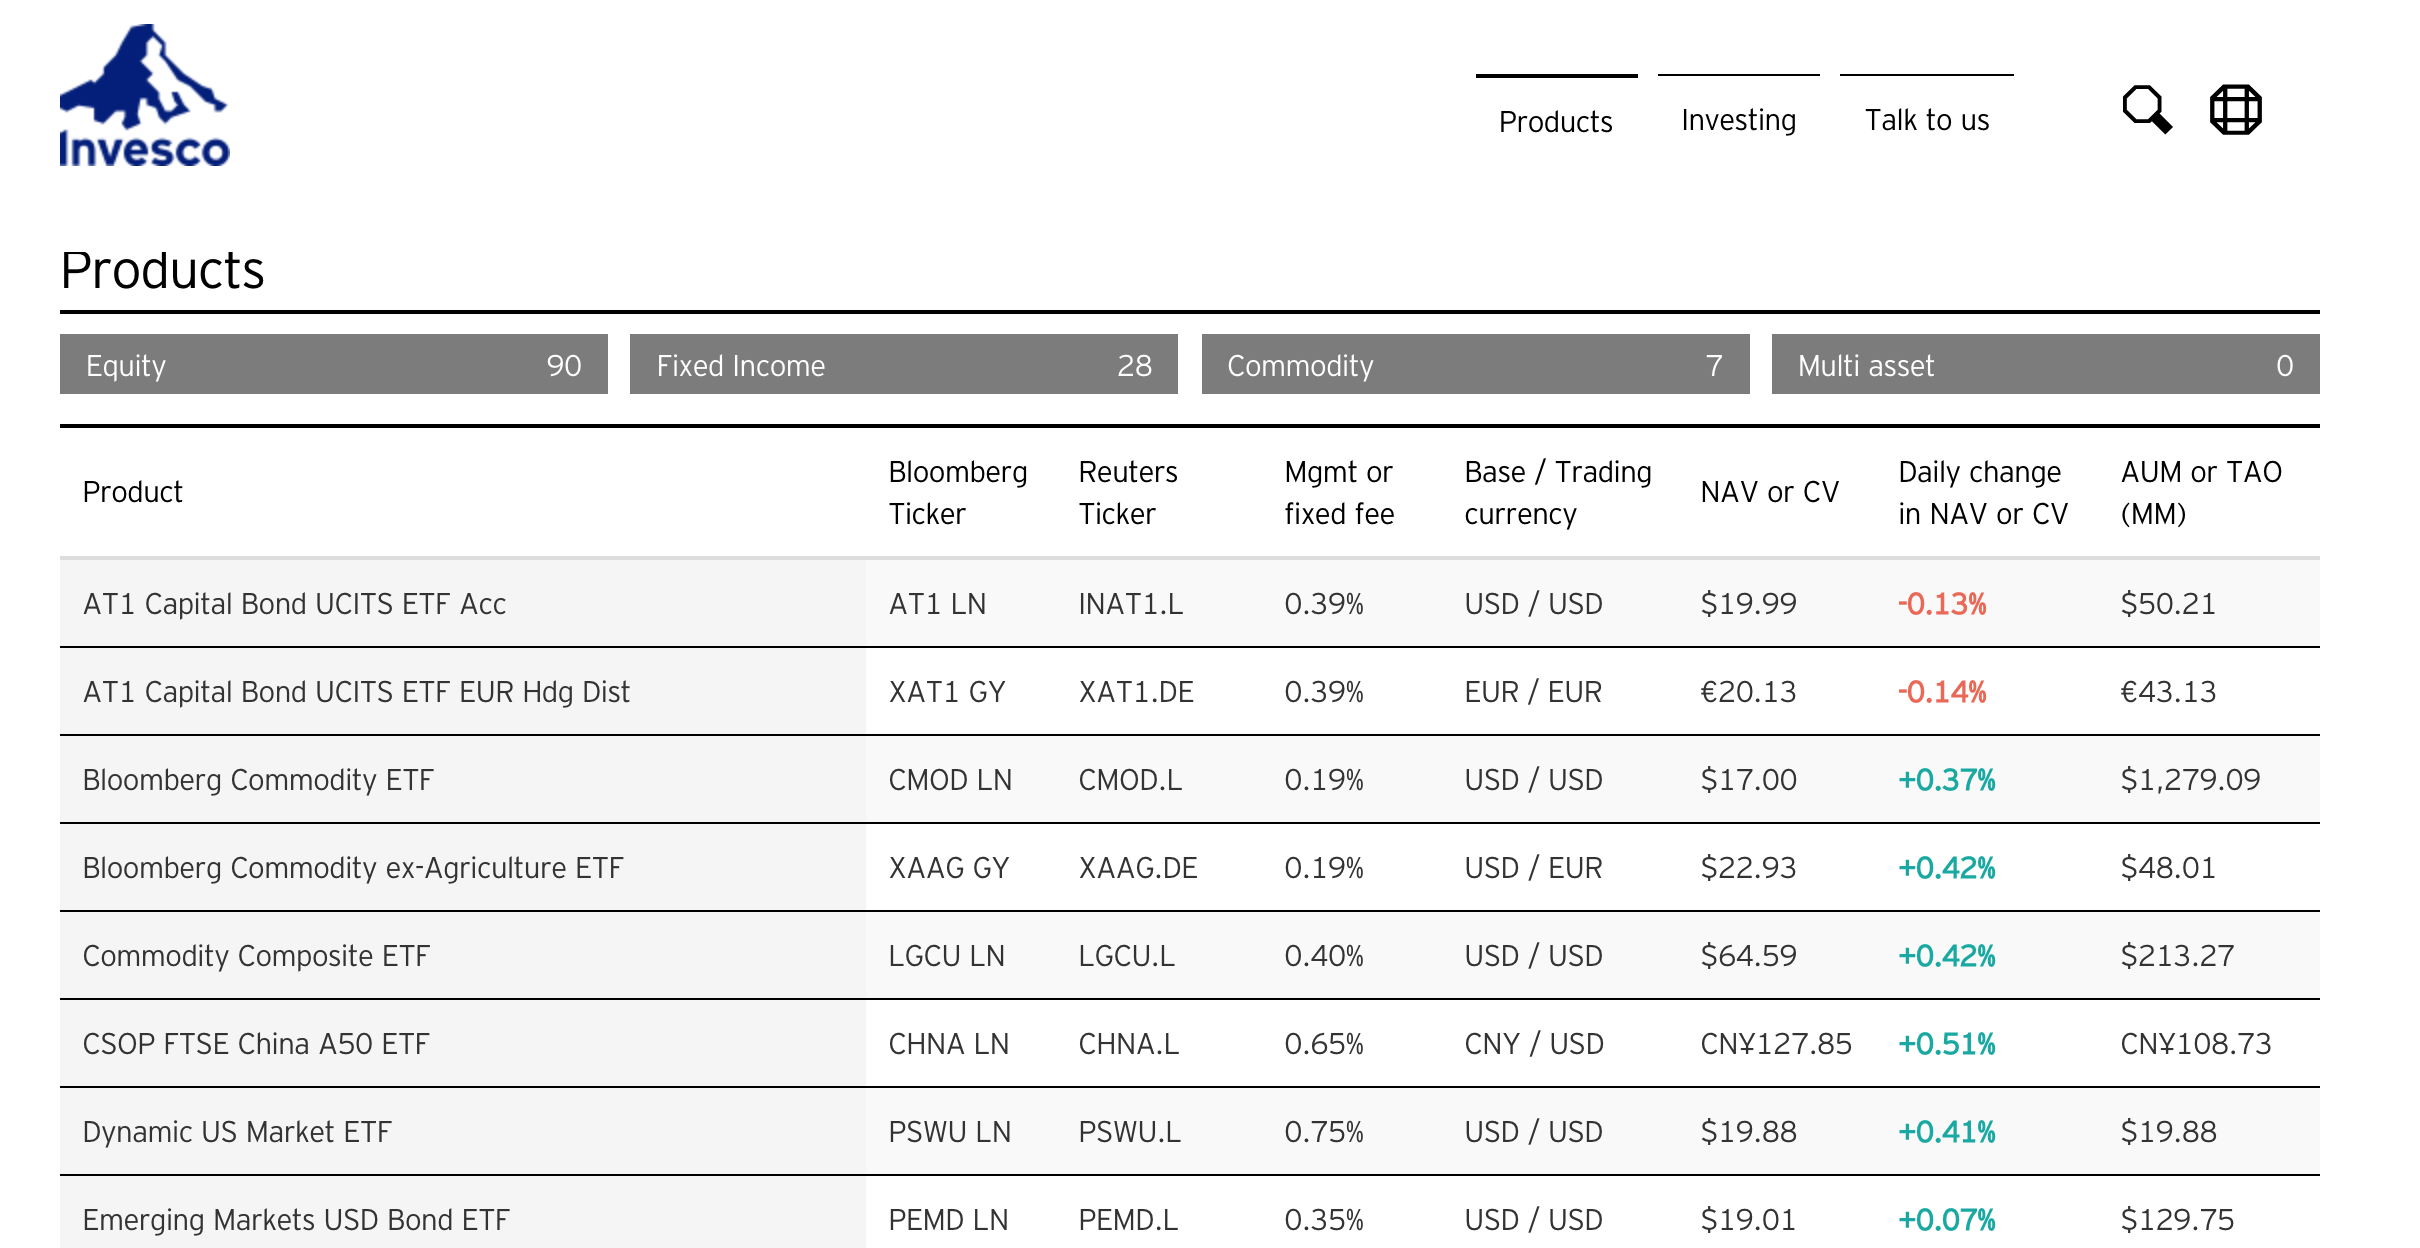 Invesco
Products Investing Talk to us
Products
Equity 90 Fixed Income 28 Commodity 7 Multi asset 0
Product Bloomberg Ticker Reuters Ticker Mgmt or fixed fee Base / Trading currency NAV or CV Daily change in NAV or CV AUM or TAO (MM)
AT1 Capital Bond UCITS ETF Acc AT1 LN INAT1.L 0.39% USD / USD $19.99 -0.13% $50.21
AT1 Capital Bond UCITS ETF EUR Hdg Dist XAT1 GY XAT1.DE 0.39% EUR / EUR €20.13 -0.14% €43.13
Bloomberg Commodity ETF CMOD LN CMOD.L 0.19% USD / USD $17.00 +0.37% $1,279.09
Bloomberg Commodity ex-Agriculture ETF XAAG GY XAAG.DE 0.19% USD / EUR $22.93 +0.42% $48.01
Commodity Composite ETF LGCU LN LGCU.L 0.40% USD / USD $64.59 +0.42% $213.27
CSOP FTSE China A50 ETF CHNA LN CHNA.L 0.65% CNY / USD CN¥127.85 +0.51% CN¥108.73
Dynamic US Market ETF PSWU LN PSWU.L 0.75% USD / USD $19.88 +0.41% $19.88
Emerging Markets USD Bond ETF PEMD LN PEMD.L 0.35% USD / USD $19.01 +0.07% $129.75